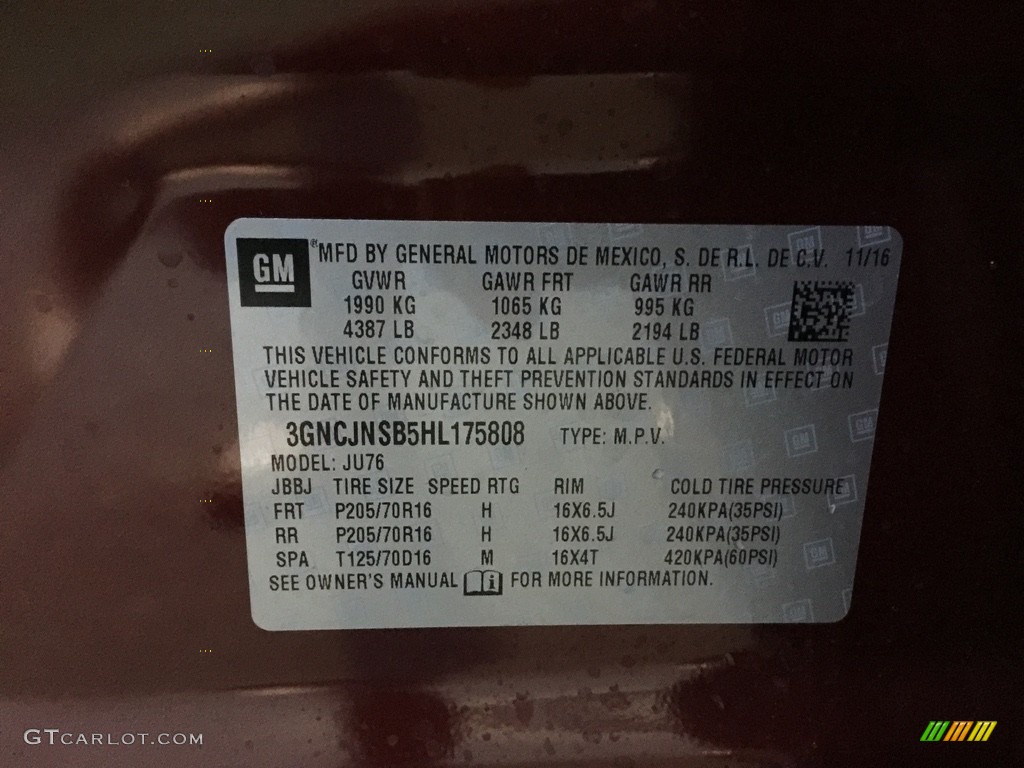 GM® MFD BY GENERAL MOTORS DE MEXICO, S. DE R.L. DE C.V. 11/16
GVWR GAWR FRT GAWR RR
1990 KG 1065 KG 995 KG
4387 LB 2348 LB 2194 LB
THIS VEHICLE CONFORMS TO ALL APPLICABLE U.S. FEDERAL MOTOR
VEHICLE SAFETY AND THEFT PREVENTION STANDARDS IN EFFECT ON
THE DATE OF MANUFACTURE SHOWN ABOVE.
3GNCJNSB5HL175808 TYPE: M.P.V.
MODEL: JU76
JBBJ TIRE SIZE SPEED RTG RIM COLD TIRE PRESSURE
FRT P205/70R16 H 16X6.5J 240KPA(35PSI)
RR P205/70R16 H 16X6.5J 240KPA(35PSI)
SPA T125/70D16 M 16X4T 420KPA(60PSI)
SEE OWNER'S MANUAL i FOR MORE INFORMATION.
GTCARLOT.COM